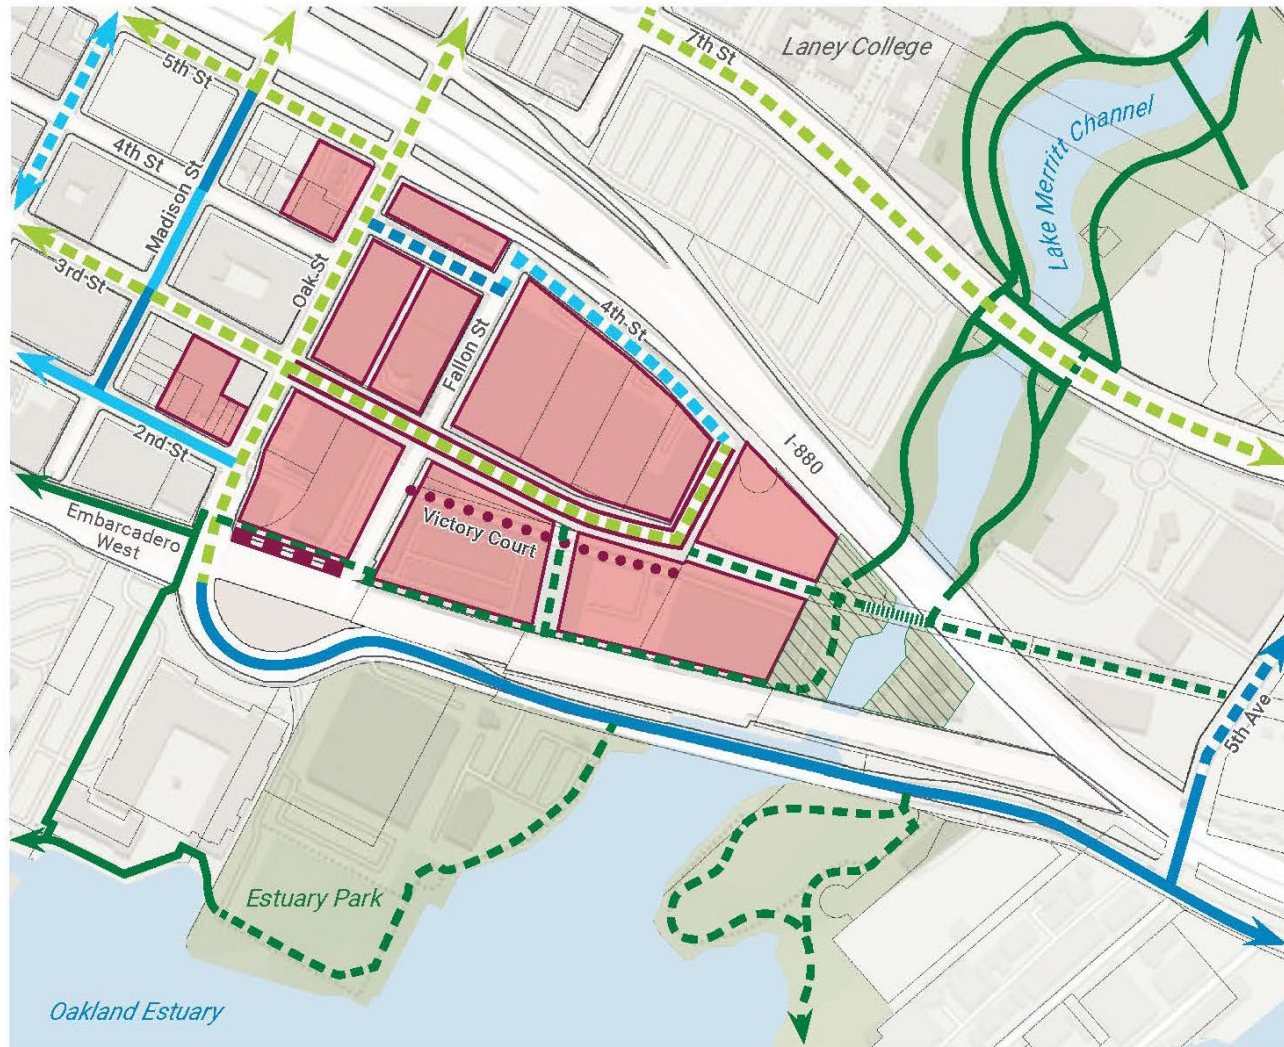 Laney College
7th St
5th St
4th St
Madison St
Lake Merritt Channel
3rd St
Oak St
4th St
Fallon St
2nd St
I-880
Victory Court
Embarcadero
West
5th Ave
Estuary Park
Oakland Estuary